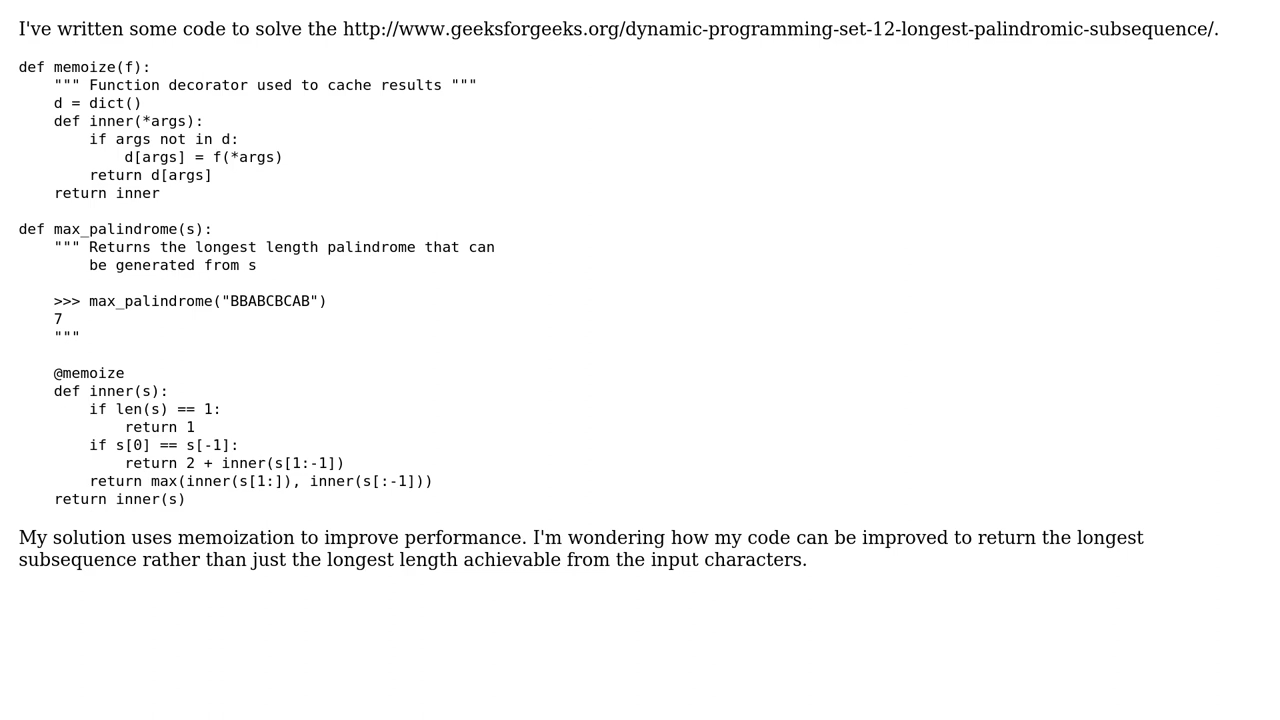 I've written some code to solve the http://www.geeksforgeeks.org/dynamic-programming-set-12-longest-palindromic-subsequence/.
def memoize(f):
    """ Function decorator used to cache results """
    d = dict()
    def inner(*args):
        if args not in d:
            d[args] = f(*args)
        return d[args]
    return inner
def max_palindrome(s):
    """ Returns the longest length palindrome that can
        be generated from s
    >>> max_palindrome("BBABCBCAB")
    7
    """
    @memoize
    def inner(s):
        if len(s) == 1:
            return 1
        if s[0] == s[-1]:
            return 2 + inner(s[1:-1])
        return max(inner(s[1:]), inner(s[:-1]))
    return inner(s)
My solution uses memoization to improve performance. I'm wondering how my code can be improved to return the longest
subsequence rather than just the longest length achievable from the input characters.